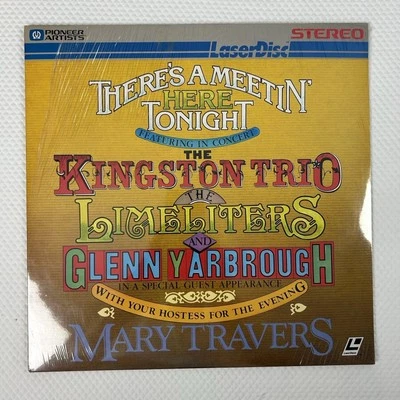 PIONEER
ARTISTS
STEREO
LaserDisc
THERE'S A MEETIN'
HERE
TONIGHT
FEATURING IN CONCERT
THE
KINGSTON TRIO
THE
LIMELITERS
AND
GLENN YARBROUGH
IN A SPECIAL GUEST APPEARANCE
WITH YOUR HOSTESS FOR THE EVENING
MARY TRAVERS